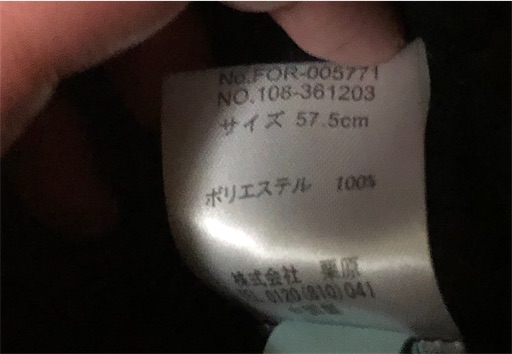 No.FOR-005771
NO.108-361203
サイズ 57.5cm
ポリエステル 100%
株式会社 栗原
TEL 0120(810)041